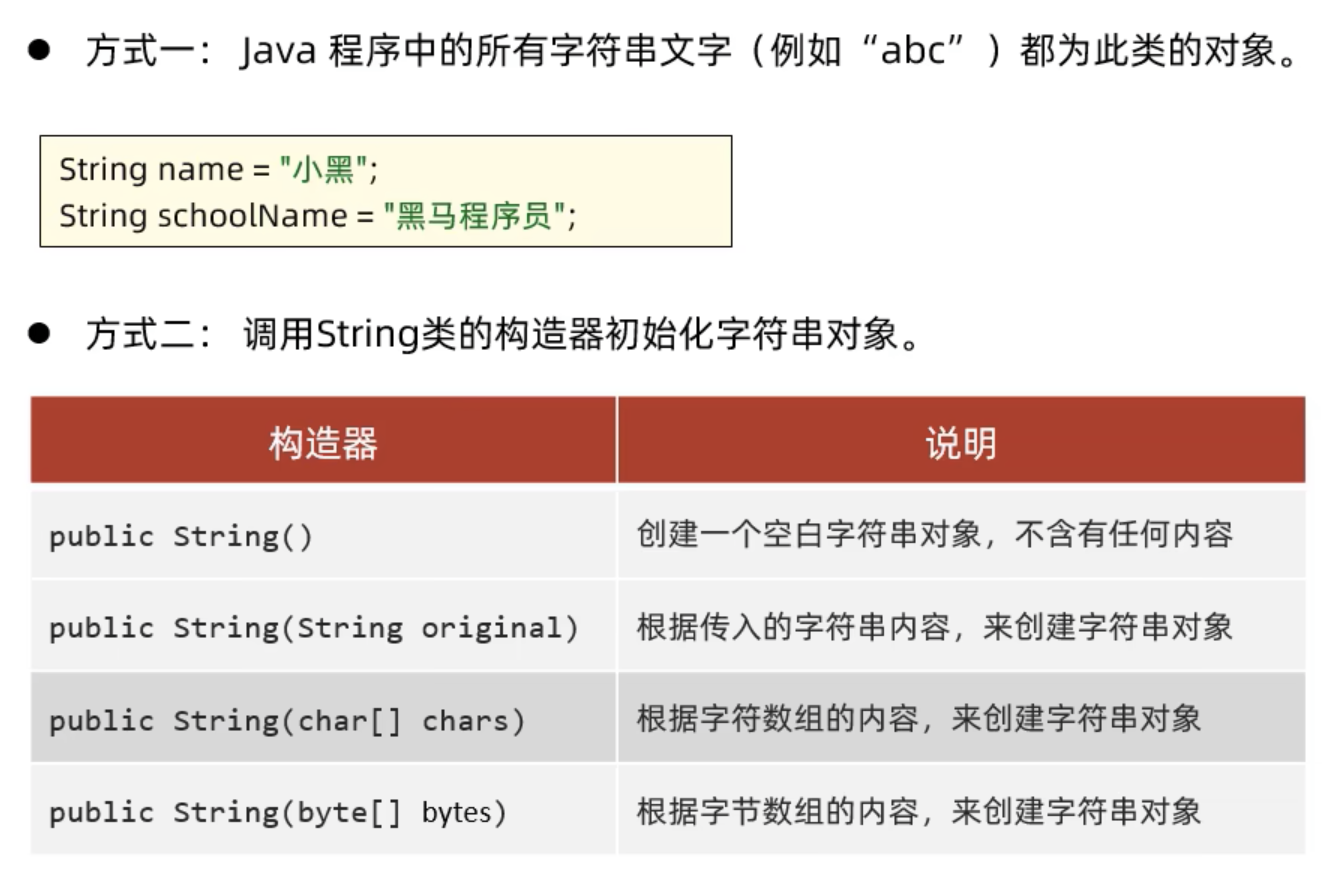 ● 方式一： Java 程序中的所有字符串文字（例如“abc”）都为此类的对象。
String name = "小黑";
String schoolName = "黑马程序员";
● 方式二： 调用String类的构造器初始化字符串对象。
构造器 说明
public String() 创建一个空白字符串对象，不含有任何内容
public String(String original) 根据传入的字符串内容，来创建字符串对象
public String(char[] chars) 根据字符数组的内容，来创建字符串对象
public String(byte[] bytes) 根据字节数组的内容，来创建字符串对象